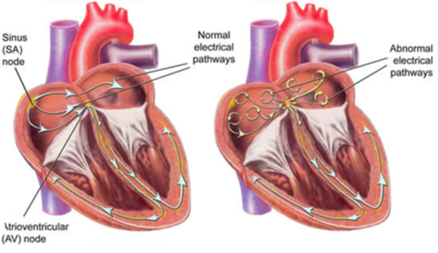 Sinus
(SA)
node
Normal
electrical
pathways
Abnormal
electrical
pathways
\trioventricular
(AV) node